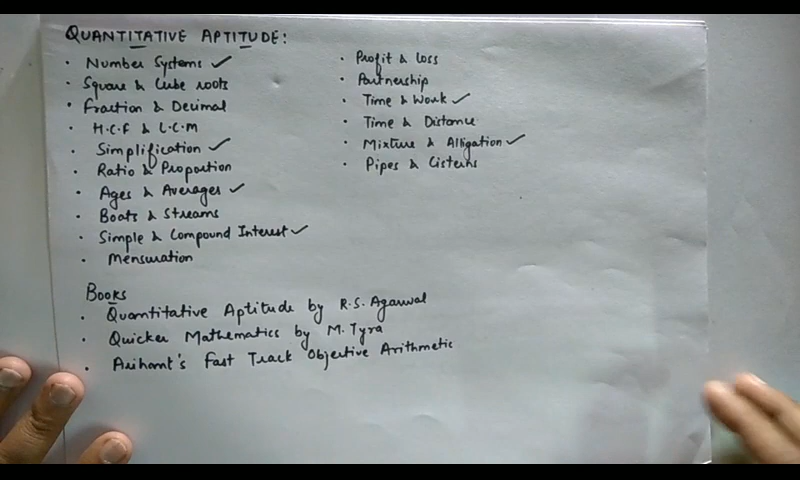 QUANTITATIVE APTITUDE:
• Number Systems ✓
• Square & Cube roots
• Fraction & Decimal
• H.C.F & L.C.M
• Simplification ✓
• Ratio & Proportion
• Ages & Averages ✓
• Boats & Streams
• Simple & Compound Interest ✓
• Mensuration
• Profit & Loss
• Partnership
• Time & Work ✓
• Time & Distance
• Mixture & Alligation ✓
• Pipes & Cisterns
Books
• Quantitative Aptitude by R.S. Agarwal
• Quicker Mathematics by M. Tyra
• Arihant's Fast Track Objective Arithmetic